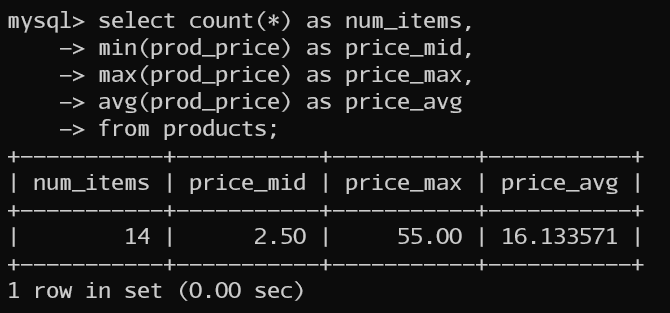 mysql> select count(*) as num_items,
    -> min(prod_price) as price_mid,
    -> max(prod_price) as price_max,
    -> avg(prod_price) as price_avg
    -> from products;
+-----------+-----------+-----------+-----------+
| num_items | price_mid | price_max | price_avg |
+-----------+-----------+-----------+-----------+
|        14 |      2.50 |     55.00 | 16.133571 |
+-----------+-----------+-----------+-----------+
1 row in set (0.00 sec)